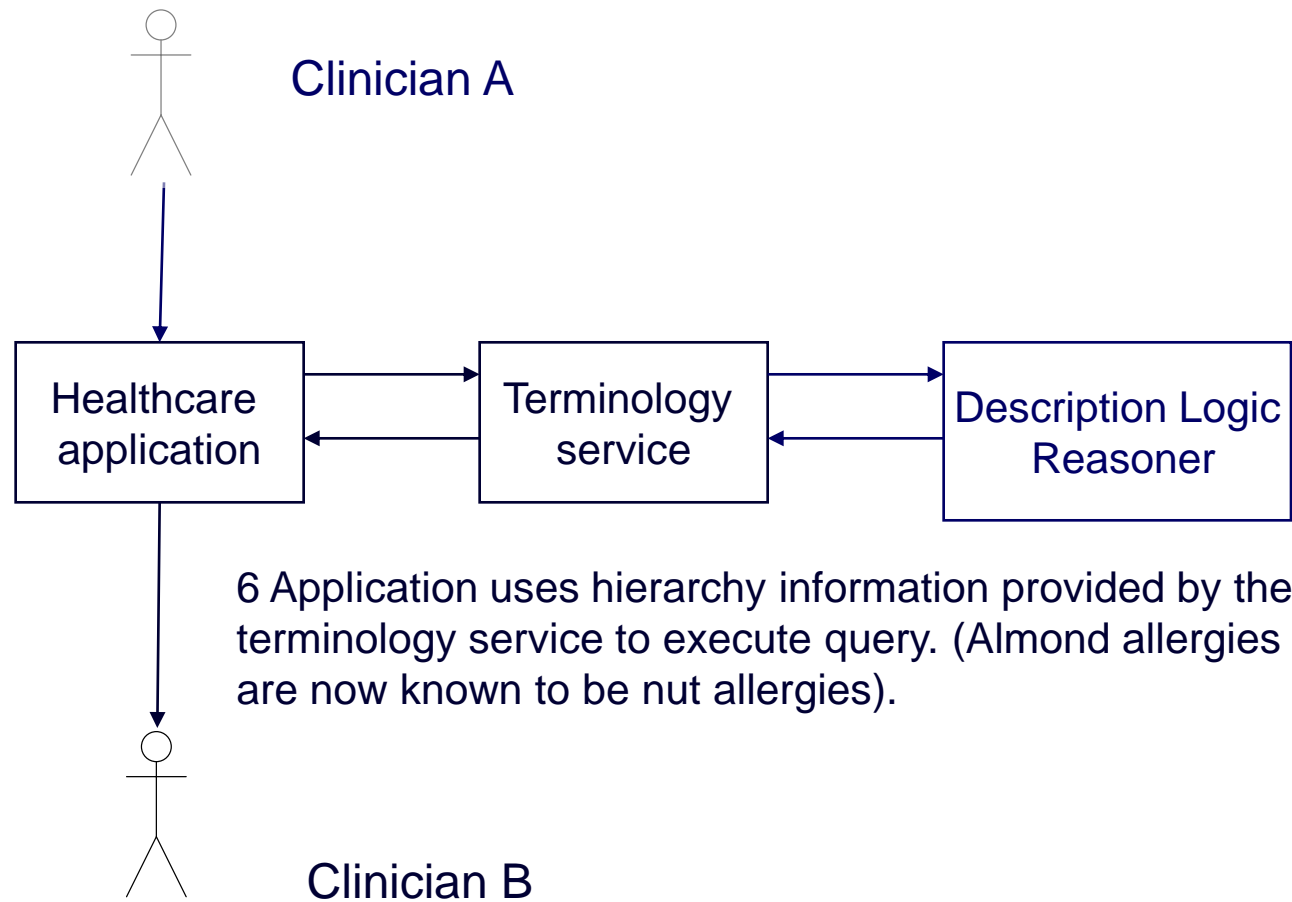 Clinician A
Healthcare
application
Terminology
service
Description Logic
Reasoner
6 Application uses hierarchy information provided by the
terminology service to execute query. (Almond allergies
are now known to be nut allergies).
Clinician B